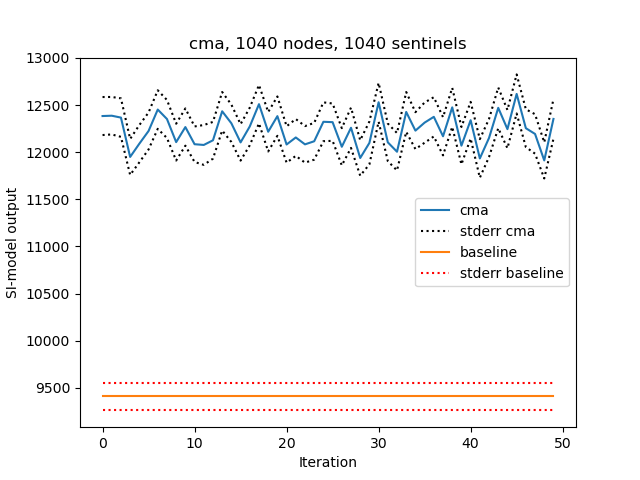 cma, 1040 nodes, 1040 sentinels
13000
12500
12000
11500
11000
10500
10000
9500
SI-model output
cma
stderr cma
baseline
stderr baseline
0 10 20 30 40 50
Iteration